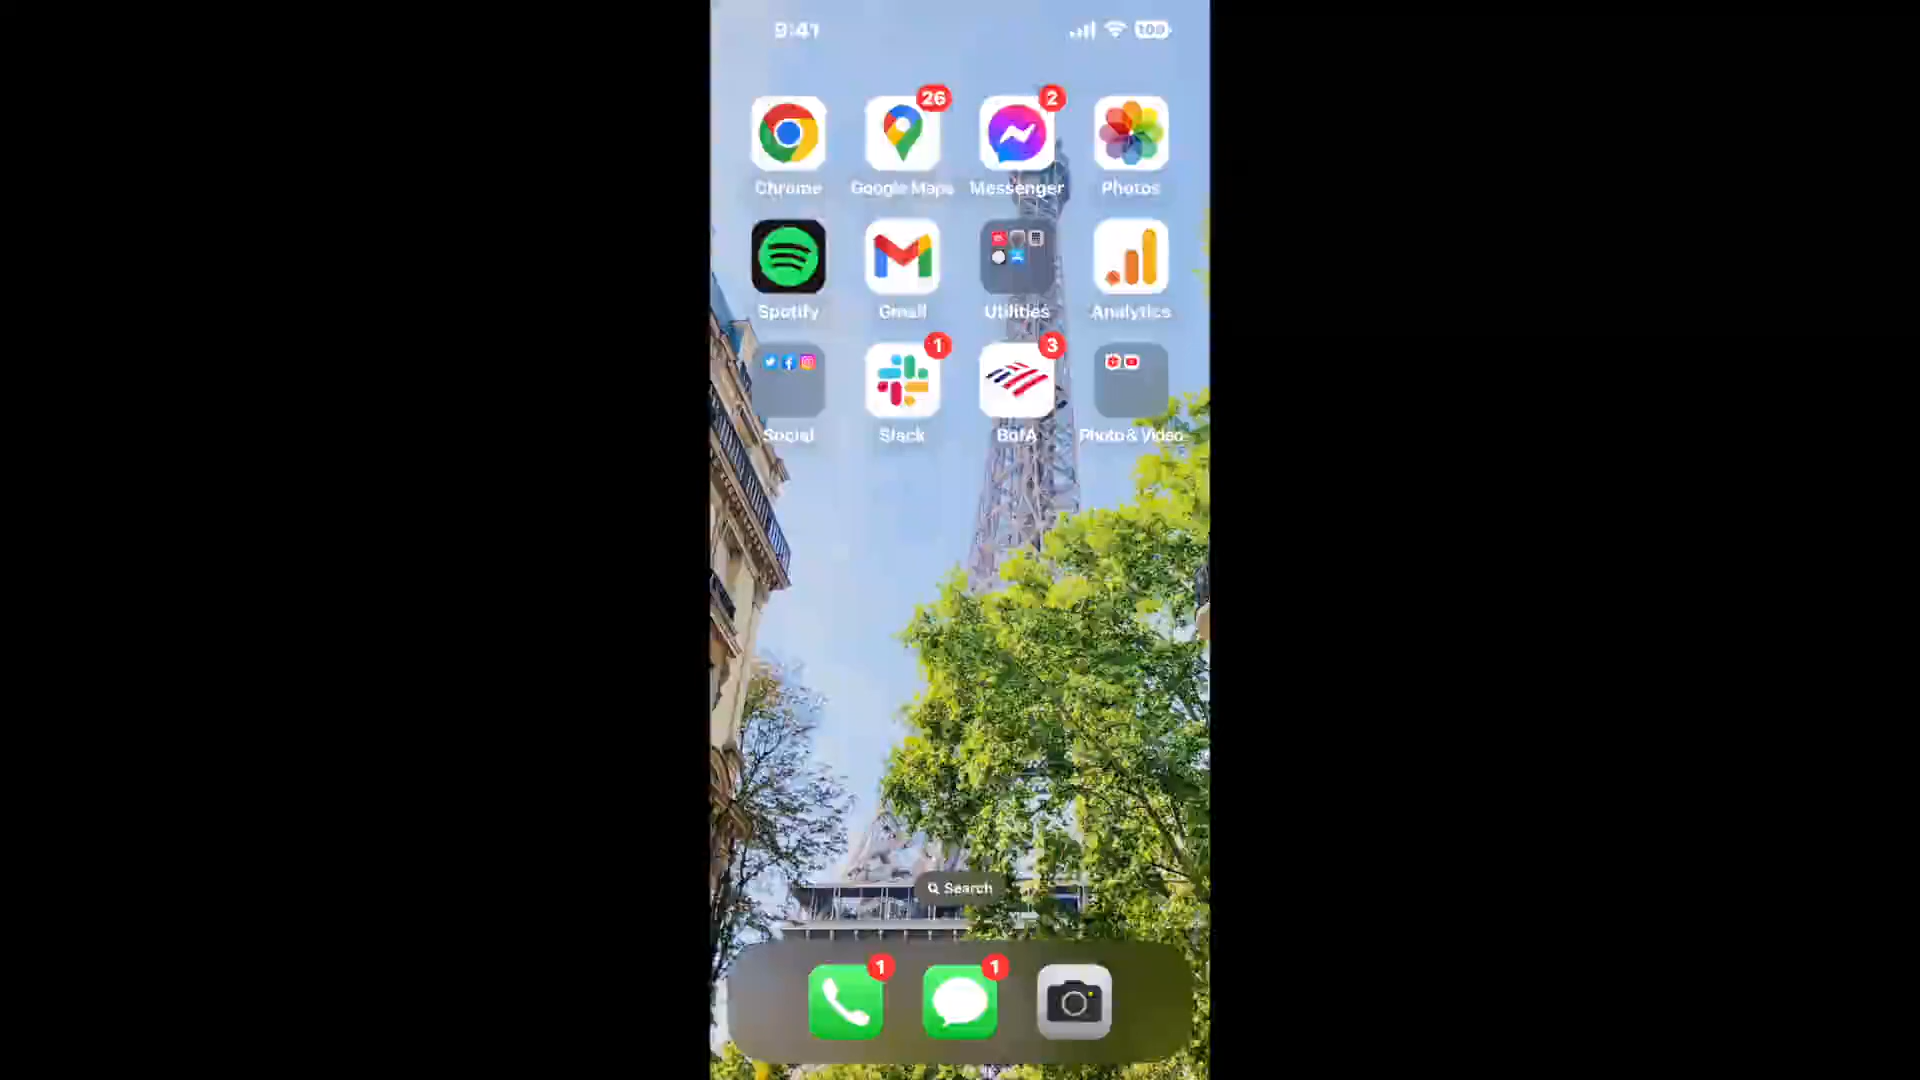 9:41
100
26
2
Chrome
Google Maps
Messenger
Photos
Spotify
Gmail
Utilities
Analytics
1
3
Social
Slack
BofA
Photo & Video
Search
1
1